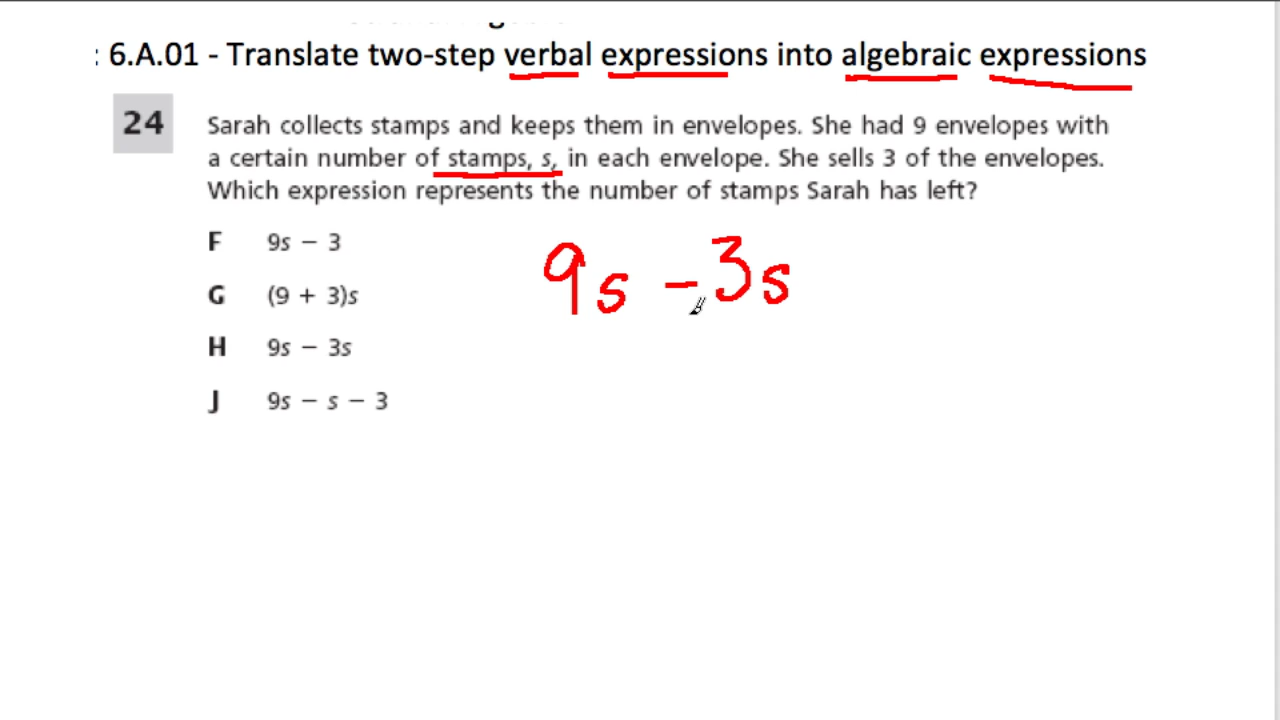 : 6.A.01 - Translate two-step verbal expressions into algebraic expressions
24
Sarah collects stamps and keeps them in envelopes. She had 9 envelopes with
a certain number of stamps, s, in each envelope. She sells 3 of the envelopes.
Which expression represents the number of stamps Sarah has left?
F 9s − 3
G (9 + 3)s
H 9s − 3s
J 9s − s − 3
9s − 3s